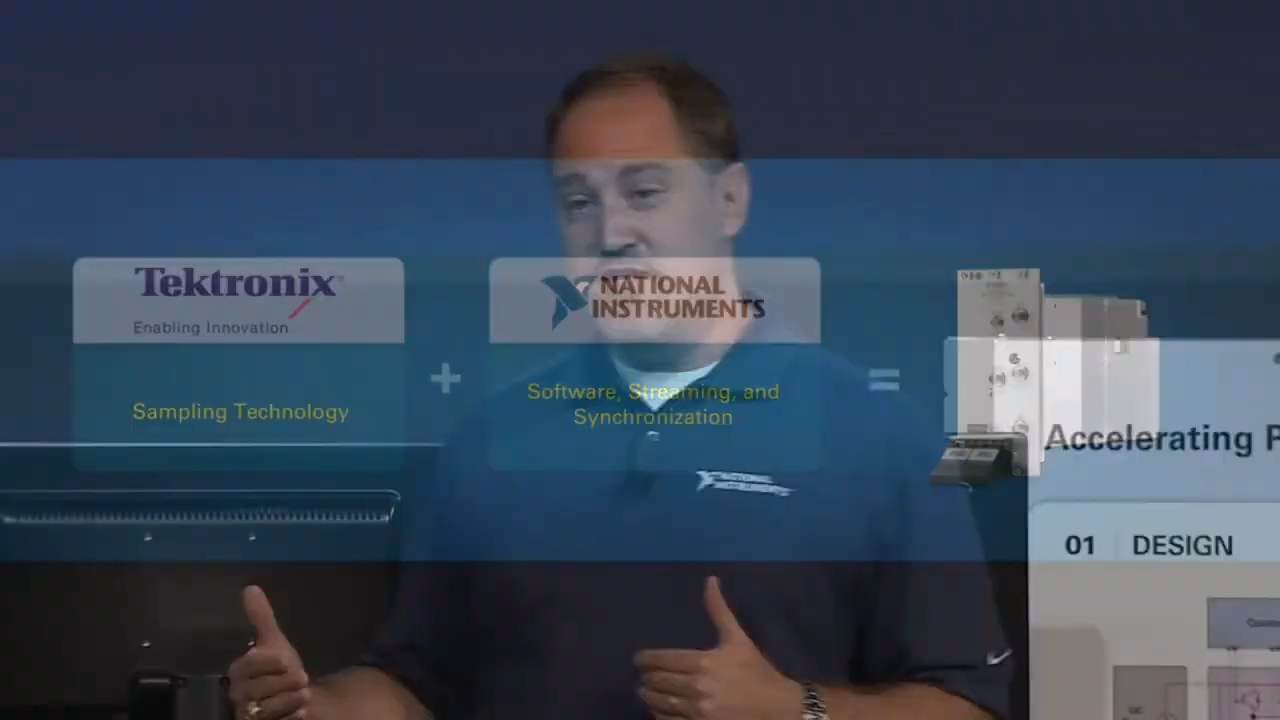 Tektronix
Enabling Innovation
NATIONAL
INSTRUMENTS
+
=
Sampling Technology
Software, Streaming, and
Synchronization
Accelerating P
01 DESIGN